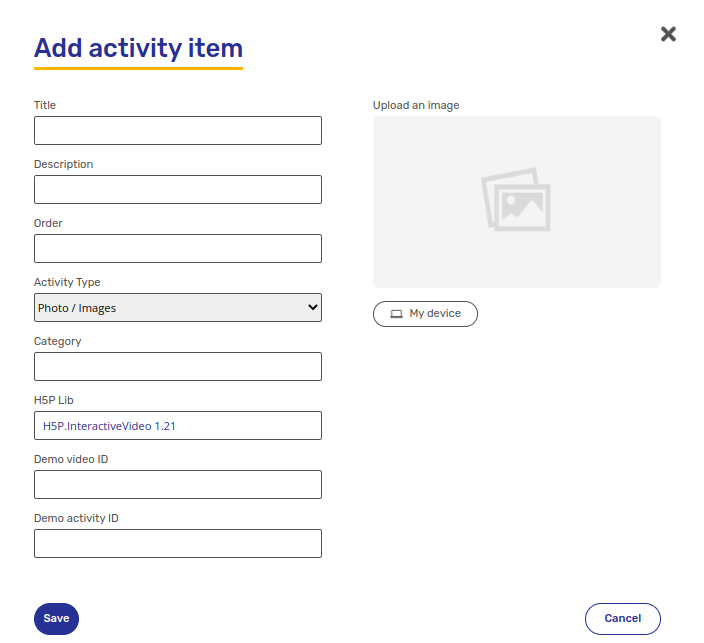 Add activity item
Title
Description
Order
Activity Type
Photo / Images
Category
H5P Lib
H5P.InteractiveVideo 1.21
Demo video ID
Demo activity ID
Upload an image
My device
Save
Cancel